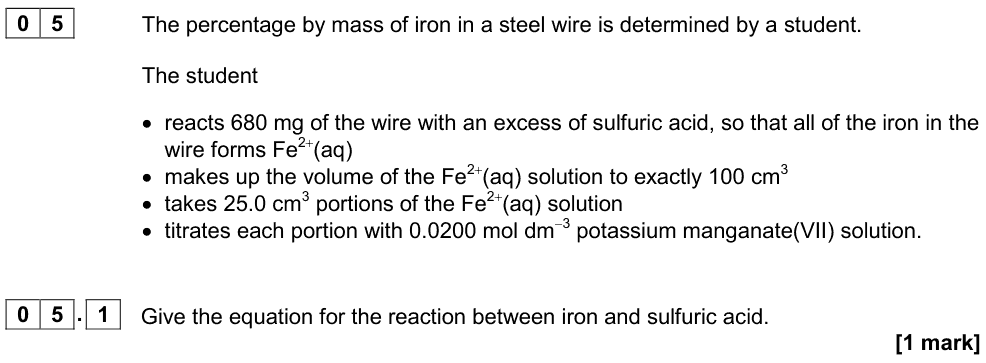 0 5 The percentage by mass of iron in a steel wire is determined by a student.
The student
• reacts 680 mg of the wire with an excess of sulfuric acid, so that all of the iron in the
wire forms Fe²⁺(aq)
• makes up the volume of the Fe²⁺(aq) solution to exactly 100 cm³
• takes 25.0 cm³ portions of the Fe²⁺(aq) solution
• titrates each portion with 0.0200 mol dm⁻³ potassium manganate(VII) solution.
0 5 . 1 Give the equation for the reaction between iron and sulfuric acid.
[1 mark]